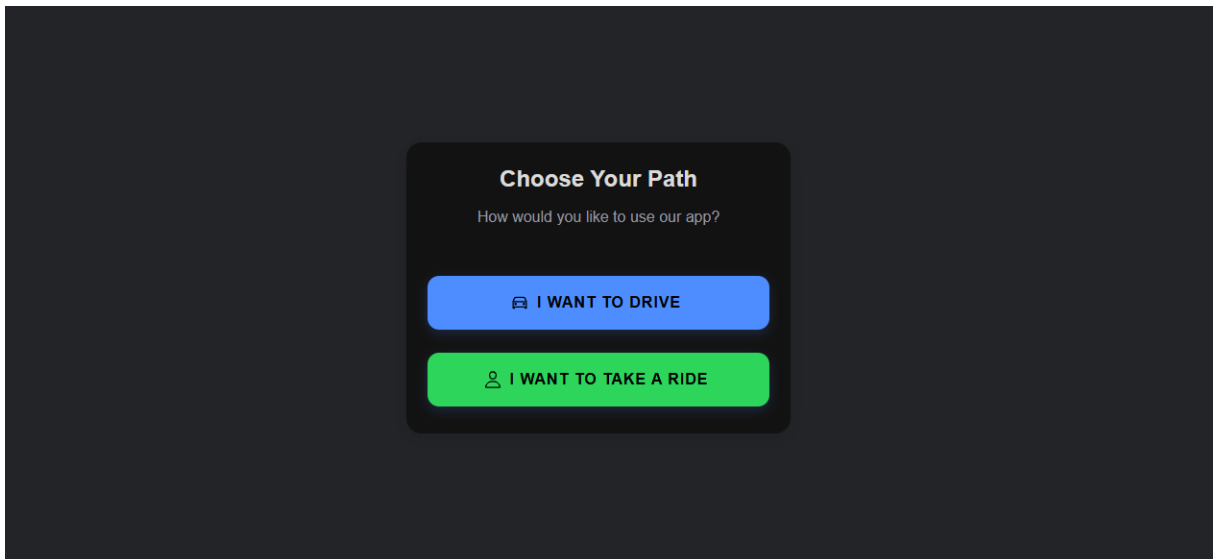 Choose Your Path
How would you like to use our app?
I WANT TO DRIVE
I WANT TO TAKE A RIDE